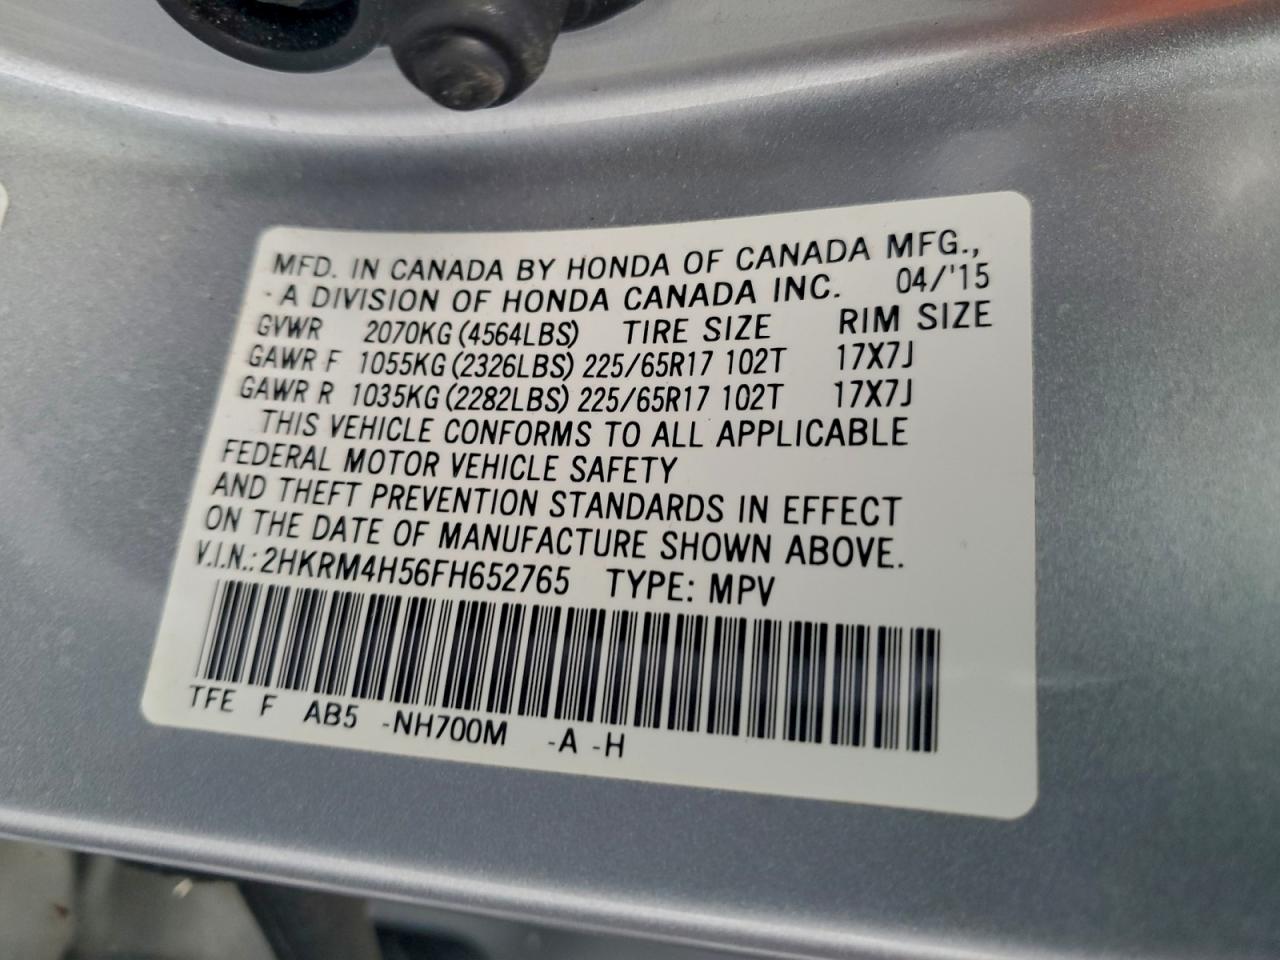 MFD. IN CANADA BY HONDA OF CANADA MFG.,
- A DIVISION OF HONDA CANADA INC. 04/'15
GVWR 2070KG (4564LBS) TIRE SIZE RIM SIZE
GAWR F 1055KG (2326LBS) 225/65R17 102T 17X7J
GAWR R 1035KG (2282LBS) 225/65R17 102T 17X7J
THIS VEHICLE CONFORMS TO ALL APPLICABLE
FEDERAL MOTOR VEHICLE SAFETY
AND THEFT PREVENTION STANDARDS IN EFFECT
ON THE DATE OF MANUFACTURE SHOWN ABOVE.
V.I.N.: 2HKRM4H56FH652765 TYPE: MPV
TFE F AB5 -NH700M -A -H